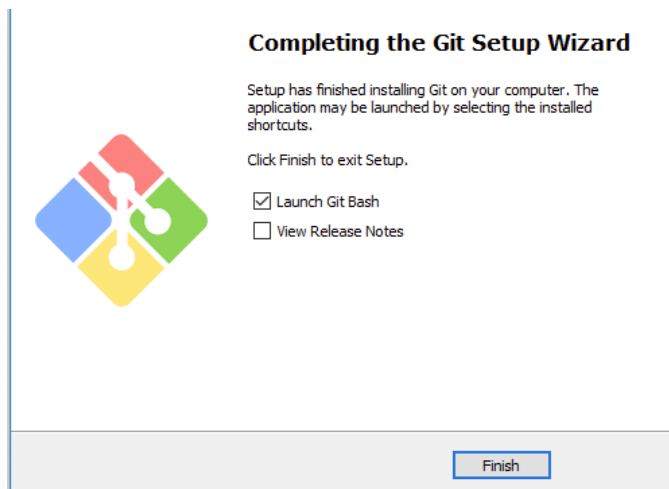 Completing the Git Setup Wizard
Setup has finished installing Git on your computer. The
application may be launched by selecting the installed
shortcuts.
Click Finish to exit Setup.
Launch Git Bash
View Release Notes
Finish